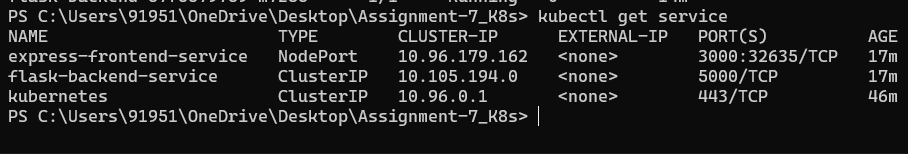 PS C:\Users\91951\OneDrive\Desktop\Assignment-7_K8s> kubectl get service
NAME TYPE CLUSTER-IP EXTERNAL-IP PORT(S) AGE
express-frontend-service NodePort 10.96.179.162 <none> 3000:32635/TCP 17m
flask-backend-service ClusterIP 10.105.194.0 <none> 5000/TCP 17m
kubernetes ClusterIP 10.96.0.1 <none> 443/TCP 46m
PS C:\Users\91951\OneDrive\Desktop\Assignment-7_K8s>